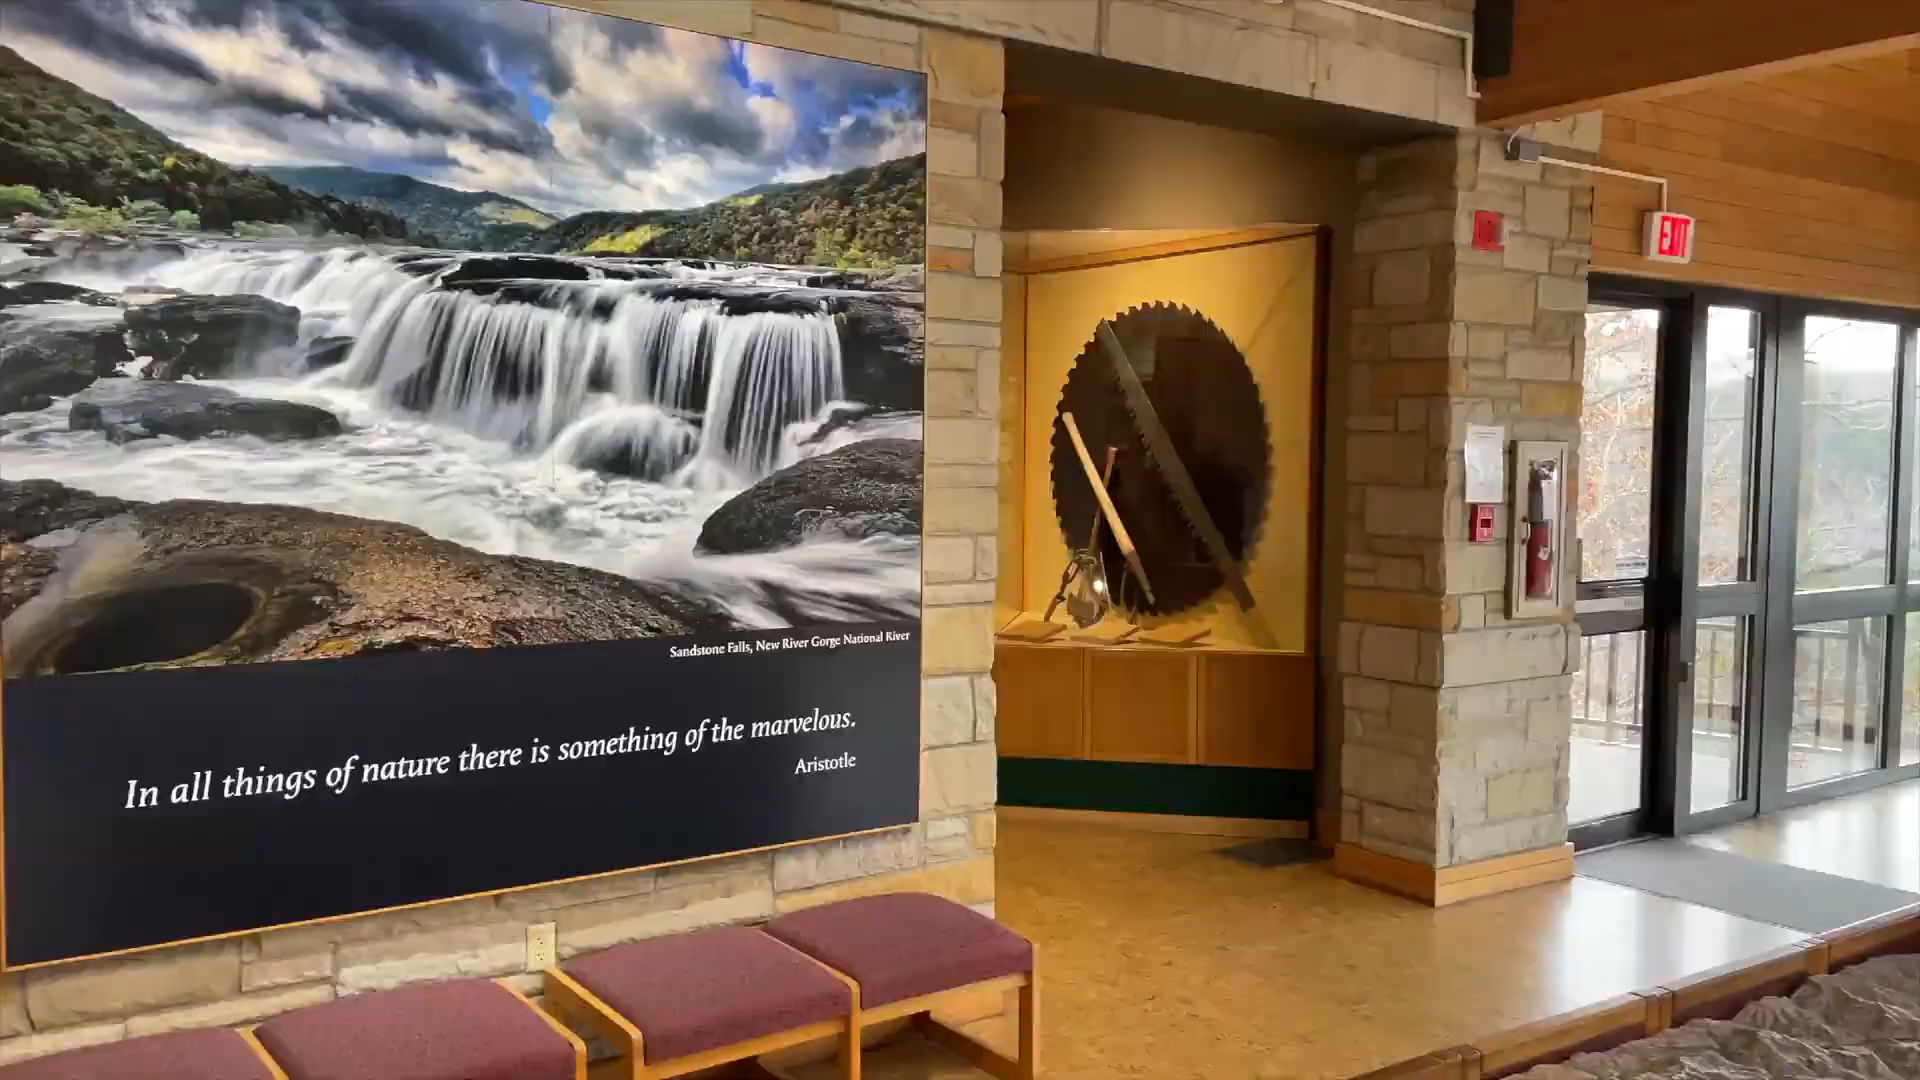 Sandstone Falls, New River Gorge National River
In all things of nature there is something of the marvelous.
Aristotle
EXIT